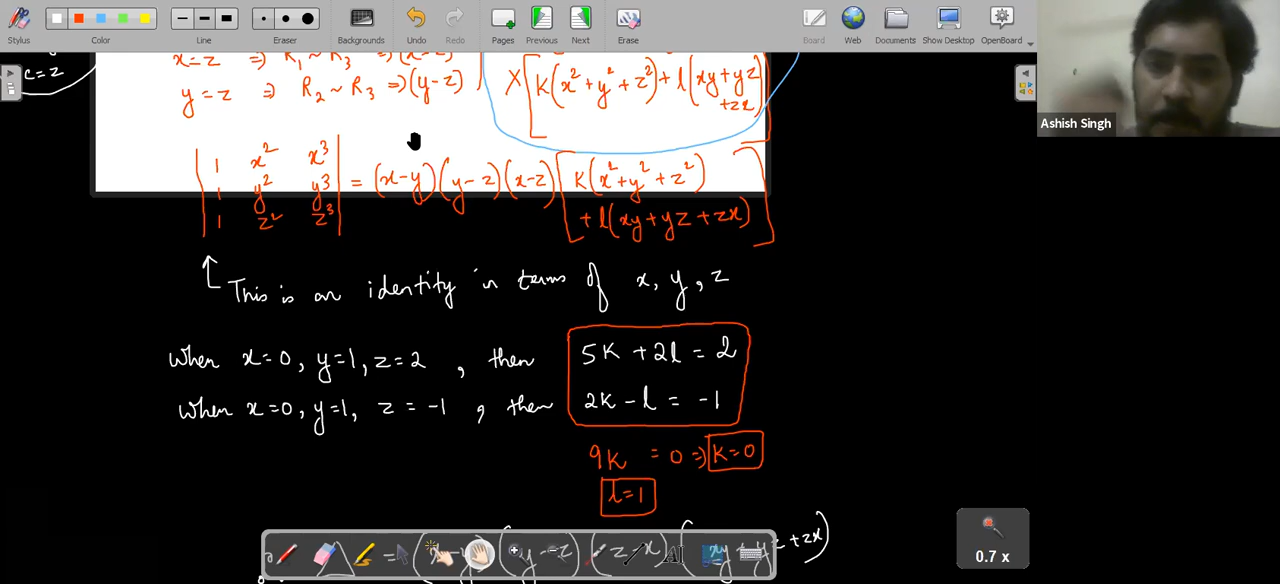 Stylus Color Line Eraser Backgrounds Undo Redo Pages Previous Next Erase Board Web Documents Show Desktop OpenBoard
c=z
x=z ⇒ R₁ ~ R₃ ⇒ (x-z)
y=z ⇒ R₂ ~ R₃ ⇒ (y-z)
X[K(x²+y²+z²)+l(xy+yz
+zx)]
Ashish Singh
| 1 x² x³ |
| 1 y² y³ | = (x-y)(y-z)(x-z)[K(x²+y²+z²)
| 1 z² z³ | +l(xy+yz+zx)]
↑ This is an identity in terms of x, y, z
When x=0, y=1, z=2, then 5K+2l=2
When x=0, y=1, z=-1, then 2K-l=-1
9K =0 ⇒ K=0
l=1
= (x-y)(y-z)(z-x)(xy+yz+zx)
0.7 x